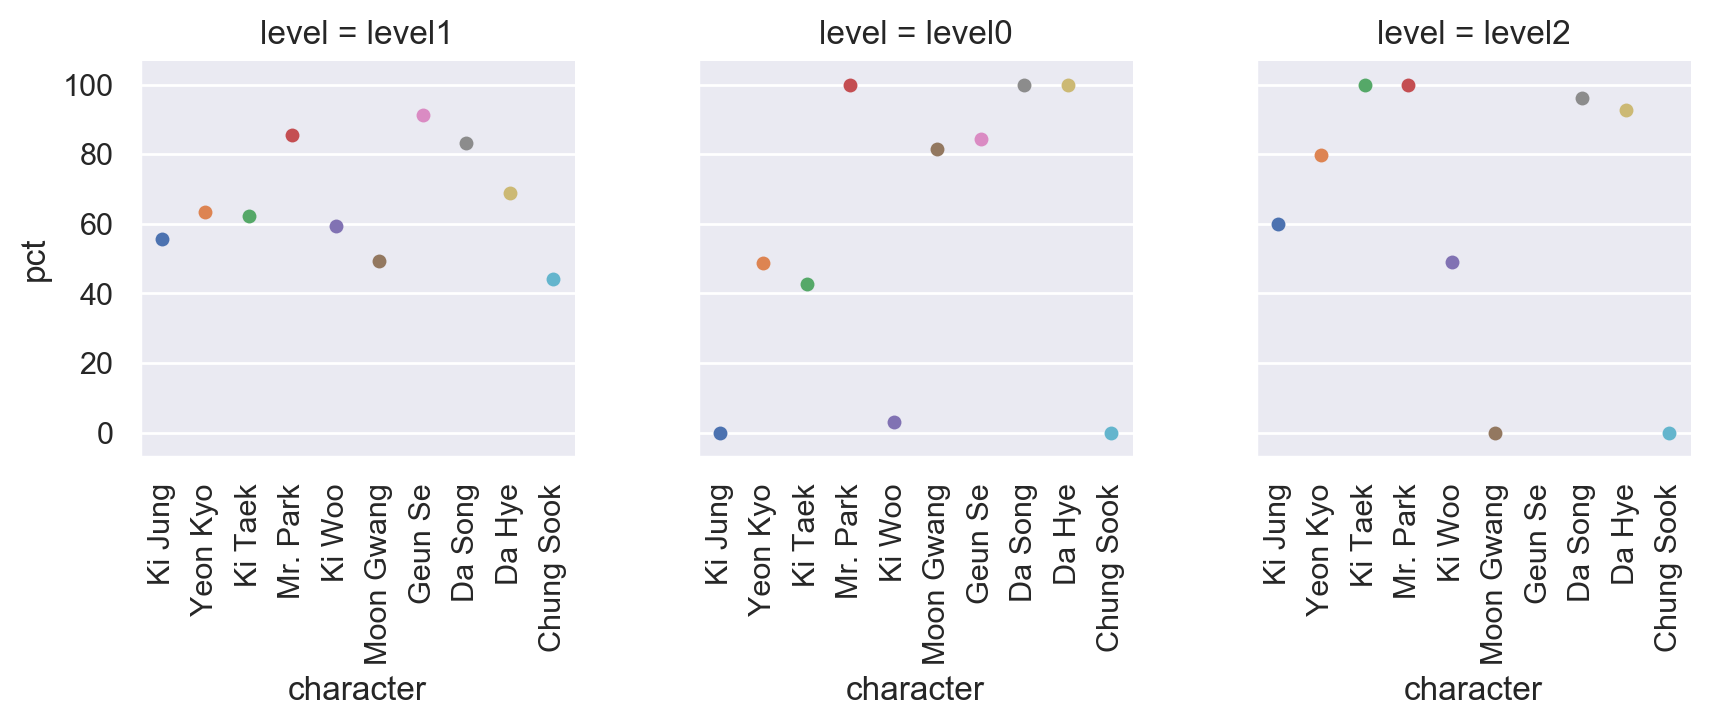 level = level1
level = level0
level = level2
pct
100
80
60
40
20
0
Ki Jung
Yeon Kyo
Ki Taek
Mr. Park
Ki Woo
Moon Gwang
Geun Se
Da Song
Da Hye
Chung Sook
character
Ki Jung
Yeon Kyo
Ki Taek
Mr. Park
Ki Woo
Moon Gwang
Geun Se
Da Song
Da Hye
Chung Sook
character
Ki Jung
Yeon Kyo
Ki Taek
Mr. Park
Ki Woo
Moon Gwang
Geun Se
Da Song
Da Hye
Chung Sook
character